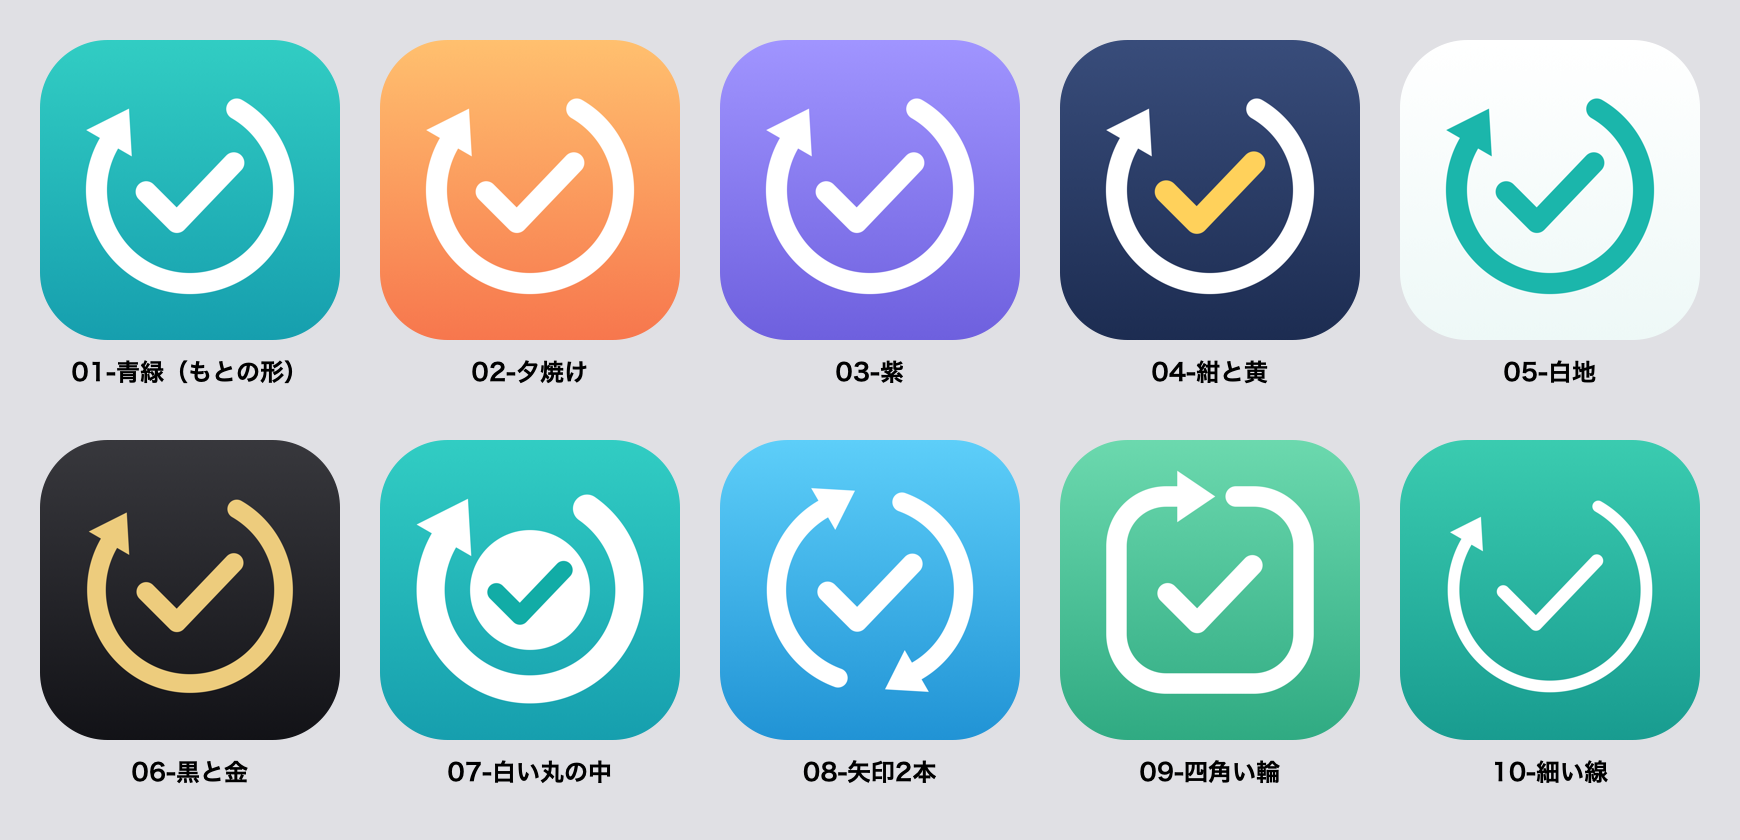 01-青緑（もとの形）
02-夕焼け
03-紫
04-紺と黄
05-白地
06-黒と金
07-白い丸の中
08-矢印2本
09-四角い輪
10-細い線